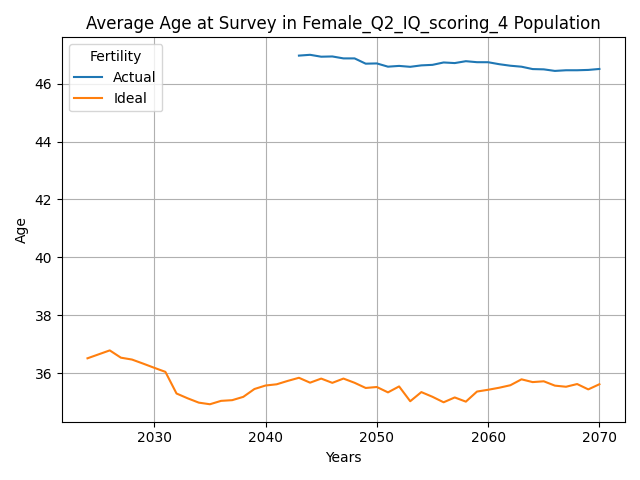 Average Age at Survey in Female_Q2_IQ_scoring_4 Population
Fertility
Actual
Ideal
Age
46
44
42
40
38
36
2030
2040
2050
2060
2070
Years